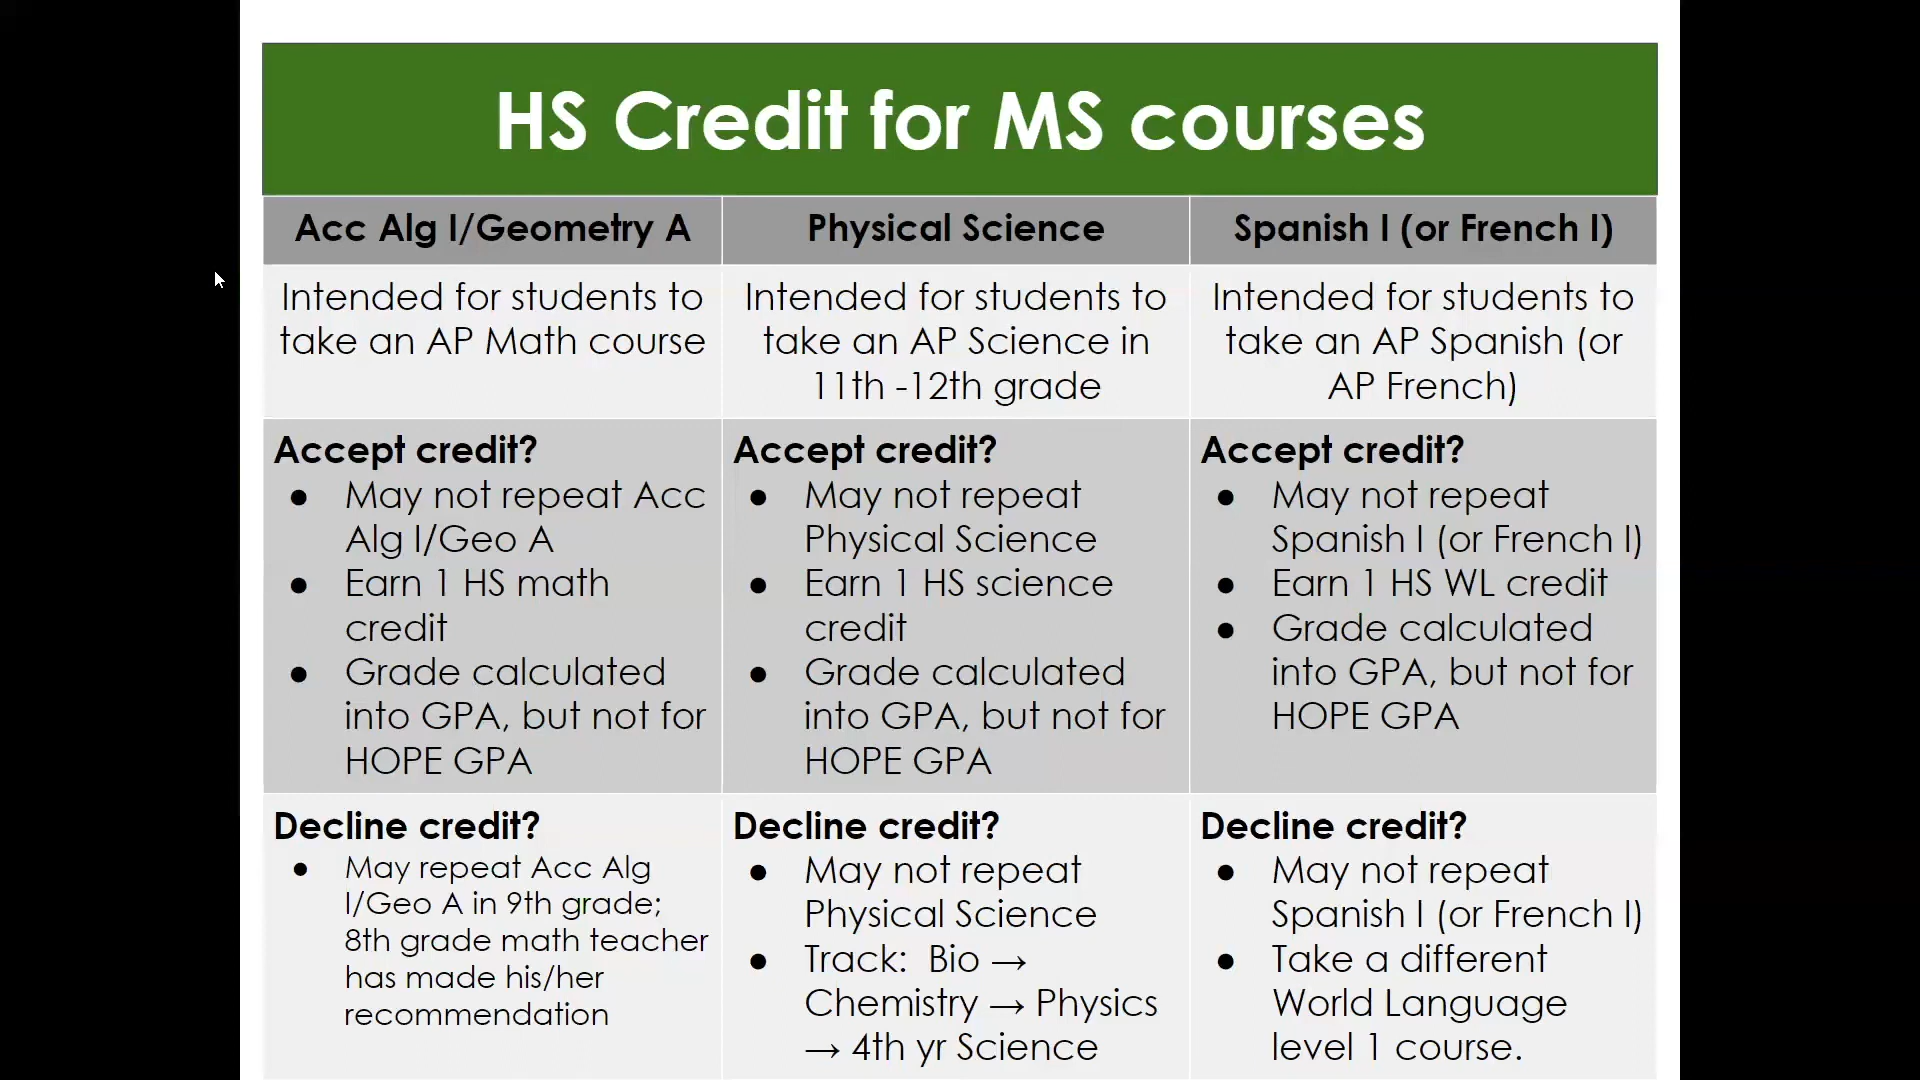 HS Credit for MS courses
Acc Alg I/Geometry A
Physical Science
Spanish I (or French I)
Intended for students to
take an AP Math course
Intended for students to
take an AP Science in
11th -12th grade
Intended for students to
take an AP Spanish (or
AP French)
Accept credit?
● May not repeat Acc
Alg I/Geo A
● Earn 1 HS math
credit
● Grade calculated
into GPA, but not for
HOPE GPA
Accept credit?
● May not repeat
Physical Science
● Earn 1 HS science
credit
● Grade calculated
into GPA, but not for
HOPE GPA
Accept credit?
● May not repeat
Spanish I (or French I)
● Earn 1 HS WL credit
● Grade calculated
into GPA, but not for
HOPE GPA
Decline credit?
● May repeat Acc Alg
I/Geo A in 9th grade;
8th grade math teacher
has made his/her
recommendation
Decline credit?
● May not repeat
Physical Science
● Track: Bio →
Chemistry → Physics
→ 4th yr Science
Decline credit?
● May not repeat
Spanish I (or French I)
● Take a different
World Language
level 1 course.